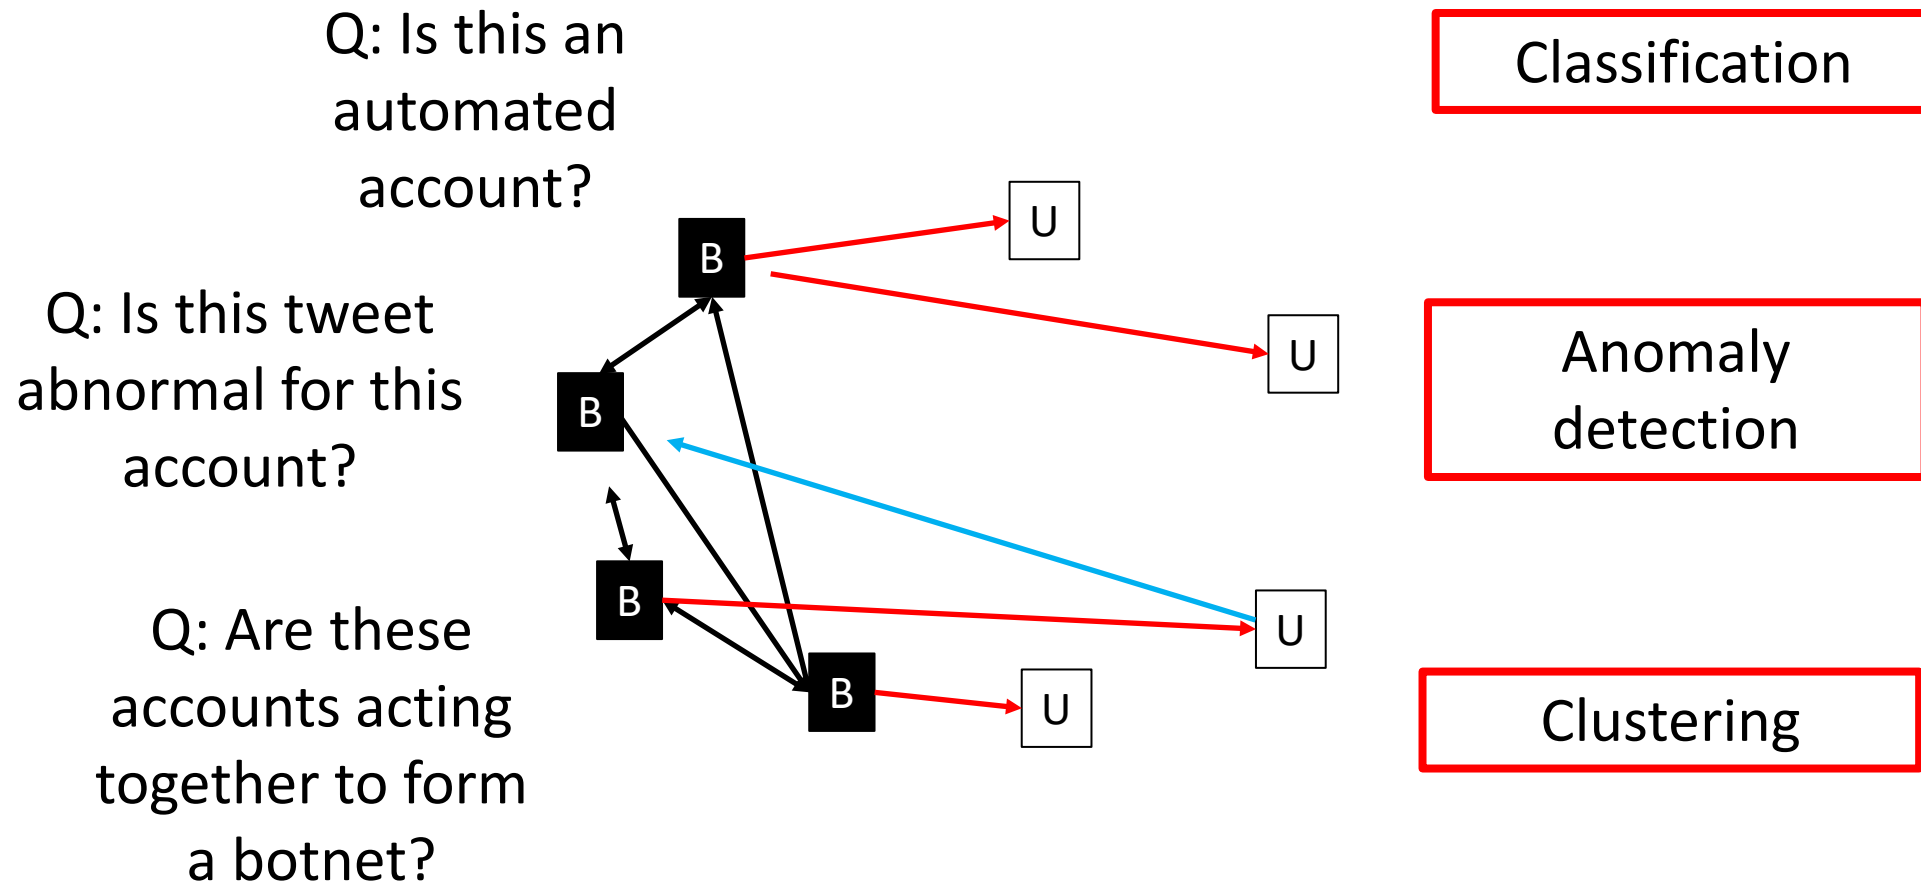 Q: Is this an
automated
account?
Classification
U
B
Q: Is this tweet
abnormal for this
account?
U
Anomaly
detection
B
B
Q: Are these
accounts acting
together to form
a botnet?
U
B
U
Clustering